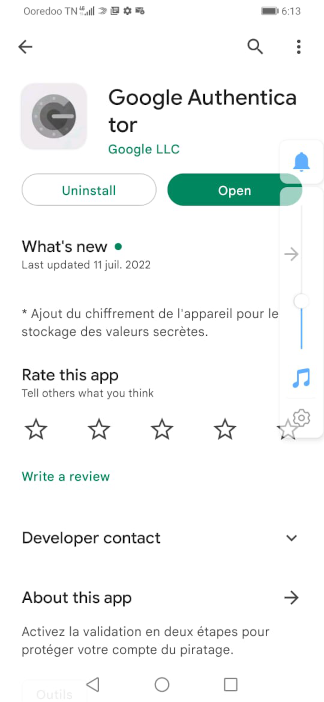 Ooredoo TN 6:13
Google Authentica
tor
Google LLC
Uninstall
Open
What's new
Last updated 11 juil. 2022
* Ajout du chiffrement de l'appareil pour le
stockage des valeurs secrètes.
Rate this app
Tell others what you think
Write a review
Developer contact
About this app
Activez la validation en deux étapes pour
protéger votre compte du piratage.
Outils